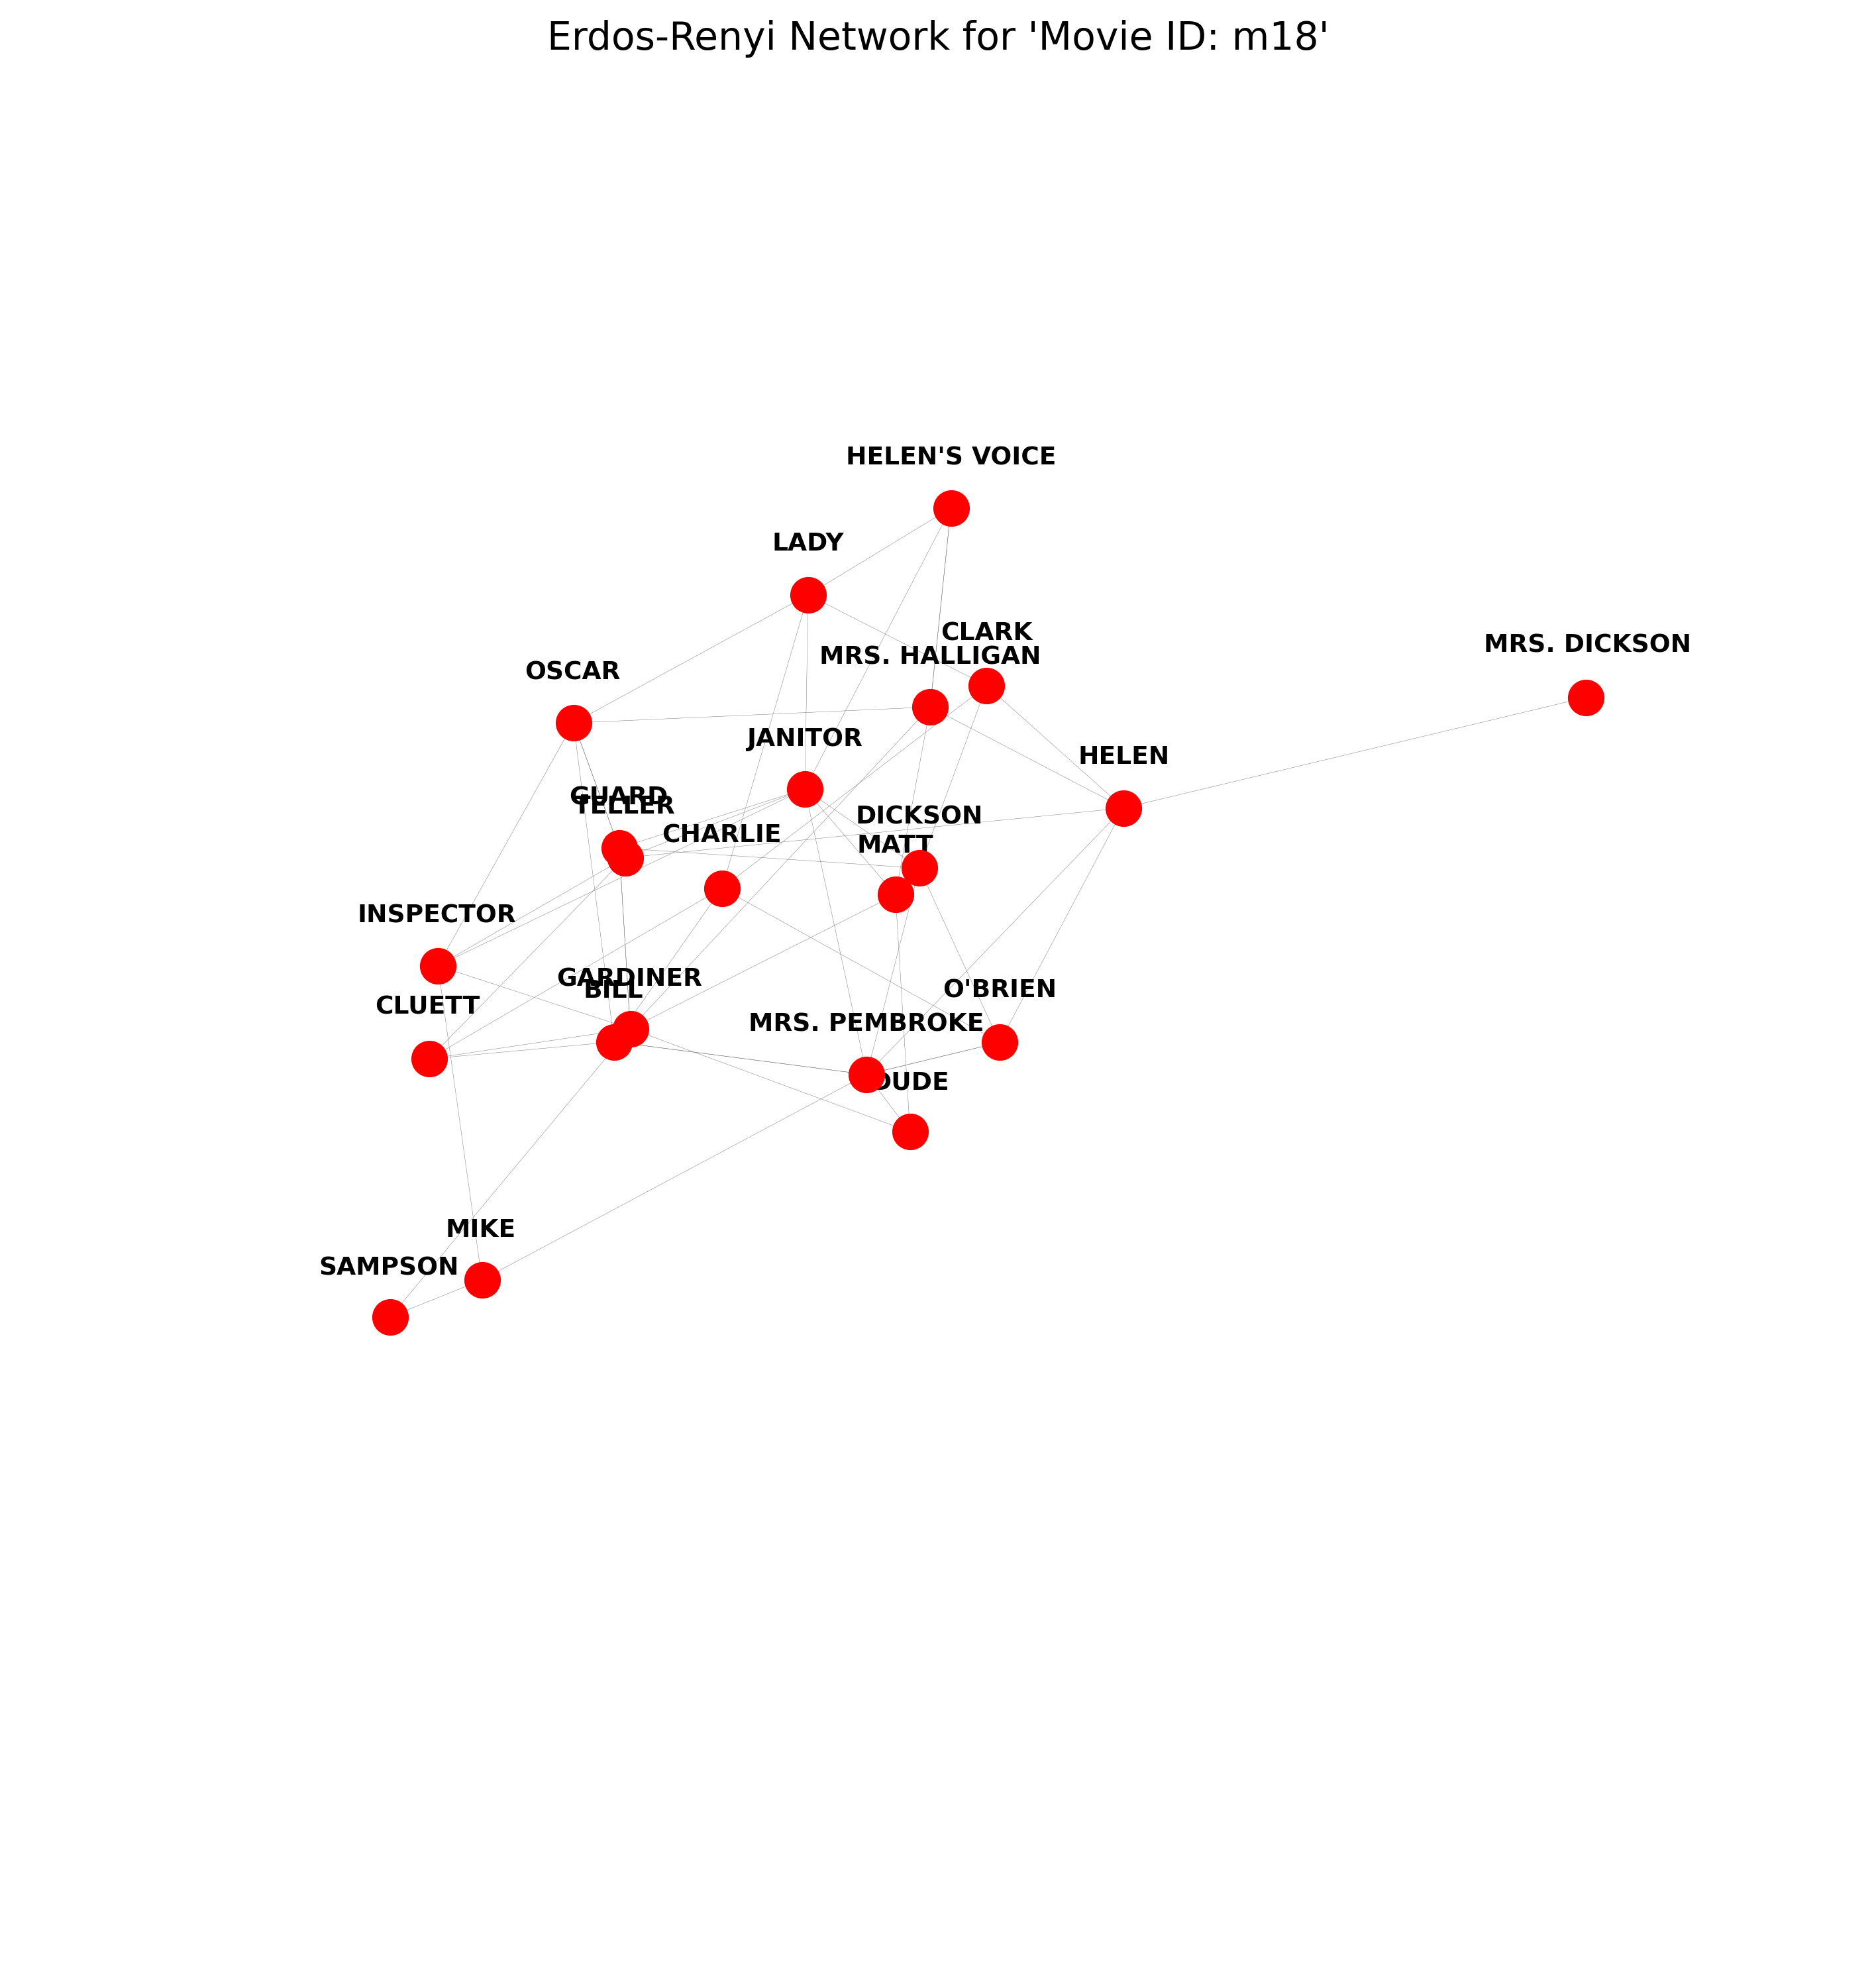 Erdos-Renyi Network for 'Movie ID: m18'
HELEN'S VOICE
LADY
CLARK
MRS. DICKSON
MRS. HALLIGAN
OSCAR
JANITOR
HELEN
GUARD
TELLER
DICKSON
CHARLIE
MATT
INSPECTOR
GARDINER
BILL
O'BRIEN
CLUETT
MRS. PEMBROKE
DUDE
MIKE
SAMPSON